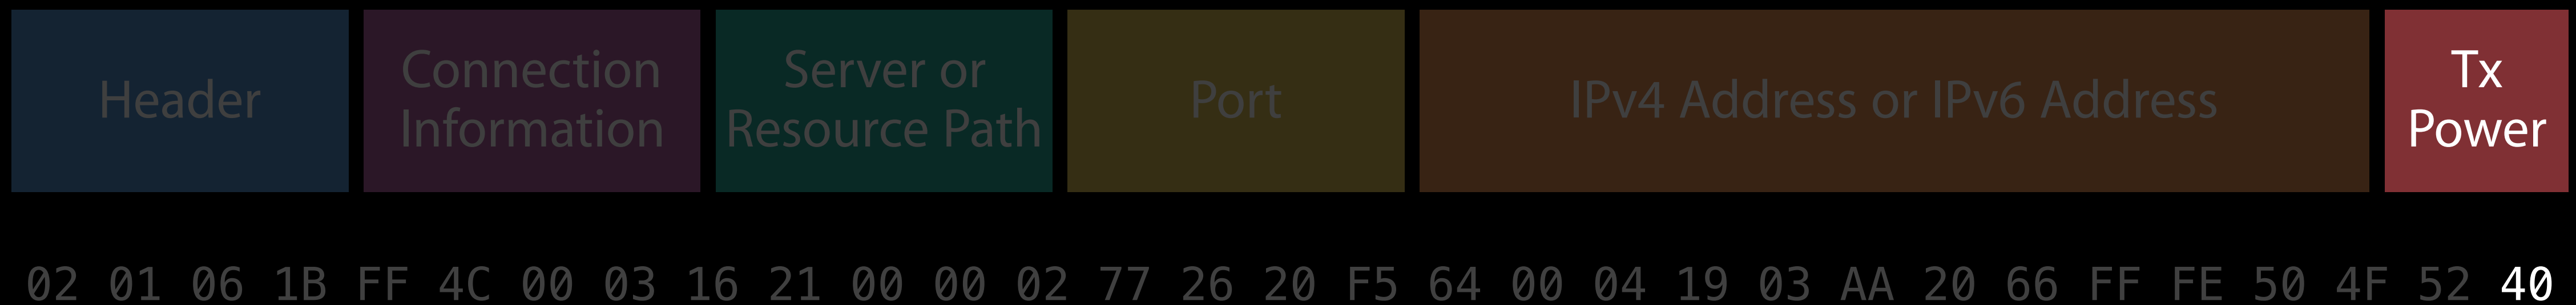 Header
Connection
Information
Server or
Resource Path
Port
IPv4 Address or IPv6 Address
Tx
Power
02 01 06 1B FF 4C 00 03 16 21 00 00 02 77 26 20 F5 64 00 04 19 03 AA 20 66 FF FE 50 4F 52 40